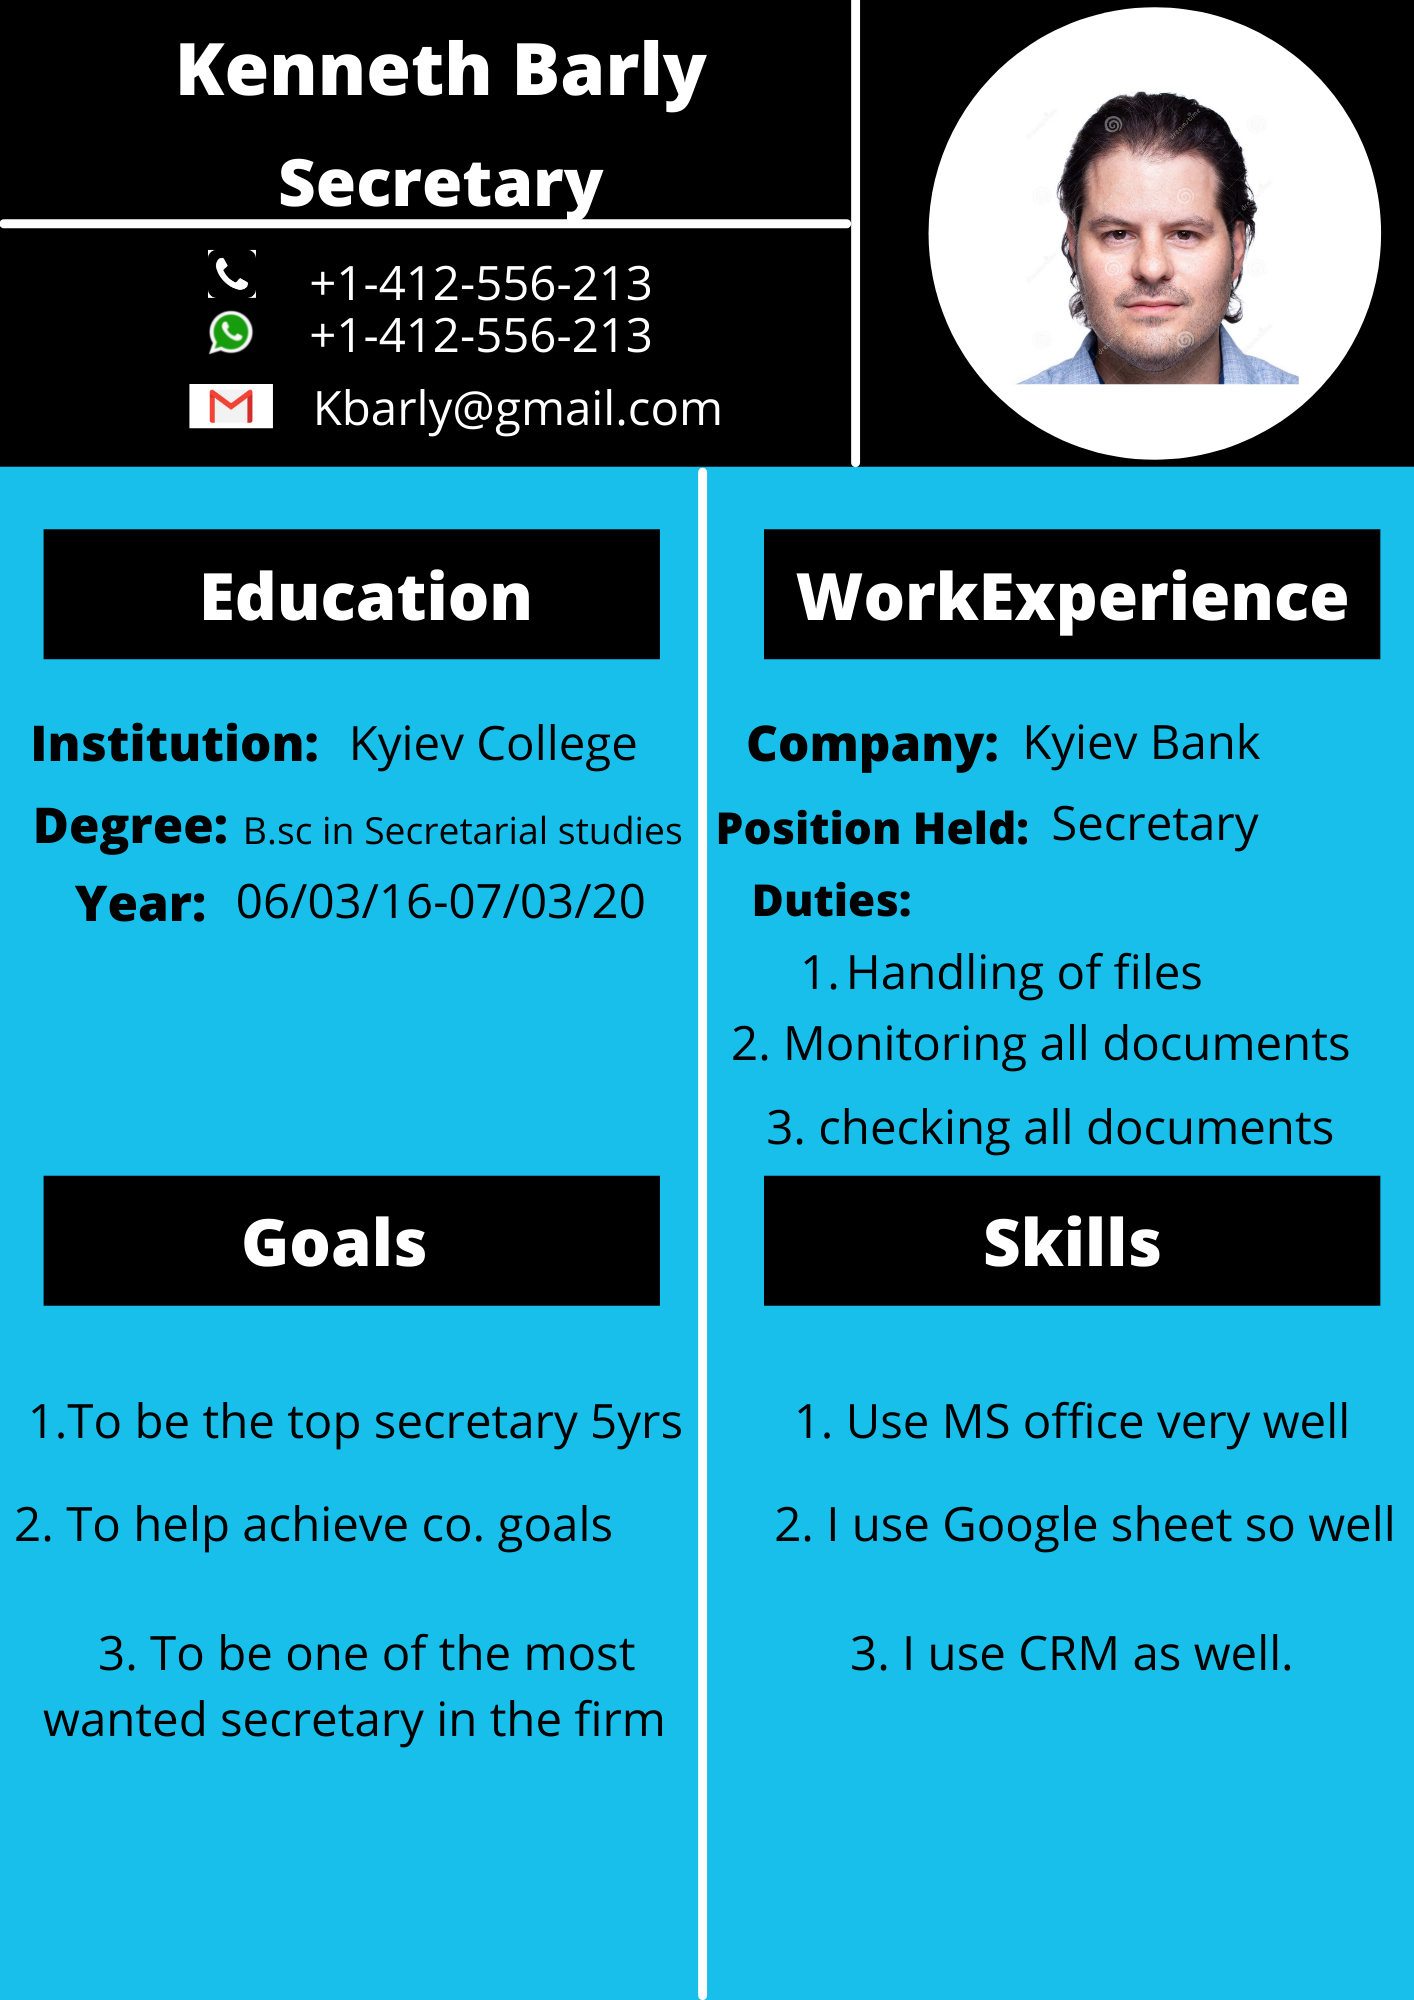 Kenneth Barly
Secretary
+1-412-556-213
+1-412-556-213
Kbarly@gmail.com
Education
Institution: Kyiev College
Degree: B.sc in Secretarial studies
Year: 06/03/16-07/03/20
WorkExperience
Company: Kyiev Bank
Position Held: Secretary
Duties:
1. Handling of files
2. Monitoring all documents
3. checking all documents
Goals
1.To be the top secretary 5yrs
2. To help achieve co. goals
3. To be one of the most
wanted secretary in the firm
Skills
1. Use MS office very well
2. I use Google sheet so well
3. I use CRM as well.